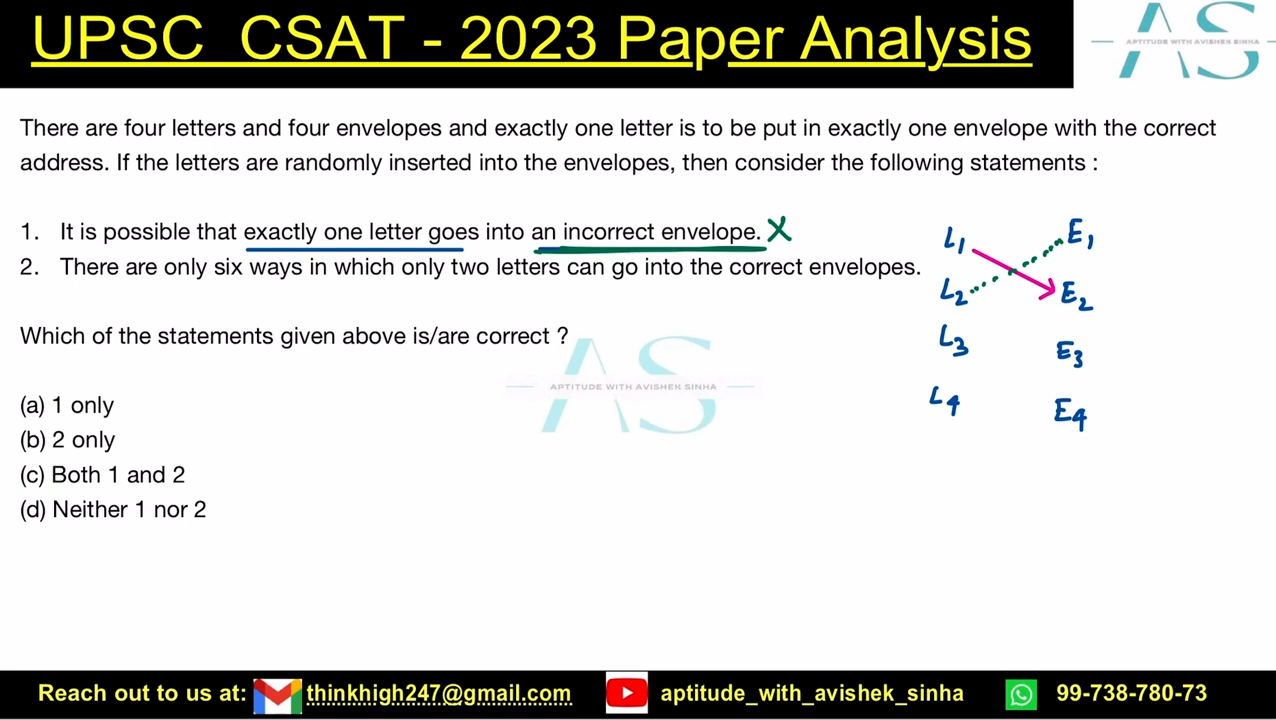 UPSC CSAT - 2023 Paper Analysis
AS
APTITUDE WITH AVISHEK SINHA
There are four letters and four envelopes and exactly one letter is to be put in exactly one envelope with the correct
address. If the letters are randomly inserted into the envelopes, then consider the following statements :
1. It is possible that exactly one letter goes into an incorrect envelope. X
2. There are only six ways in which only two letters can go into the correct envelopes.
L1 E1
L2 E2
L3 E3
L4 E4
Which of the statements given above is/are correct ?
AS
APTITUDE WITH AVISHEK SINHA
(a) 1 only
(b) 2 only
(c) Both 1 and 2
(d) Neither 1 nor 2
Reach out to us at: thinkhigh247@gmail.com aptitude_with_avishek_sinha 99-738-780-73